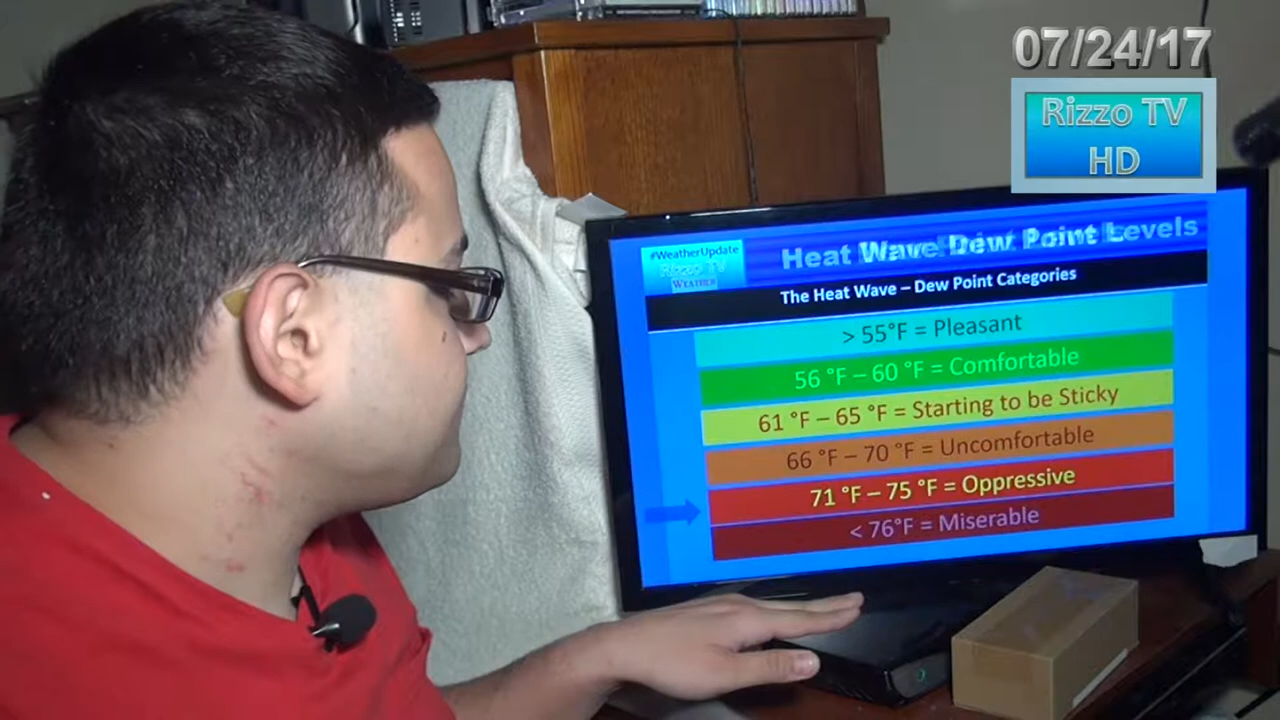 07/24/17
Rizzo TV
HD
#WeatherUpdate
Rizzo TV
WEATHER
Heat Wave Dew Point Levels
The Heat Wave – Dew Point Categories
> 55°F = Pleasant
56 °F – 60 °F = Comfortable
61 °F – 65 °F = Starting to be Sticky
66 °F – 70 °F = Uncomfortable
71 °F – 75 °F = Oppressive
< 76°F = Miserable